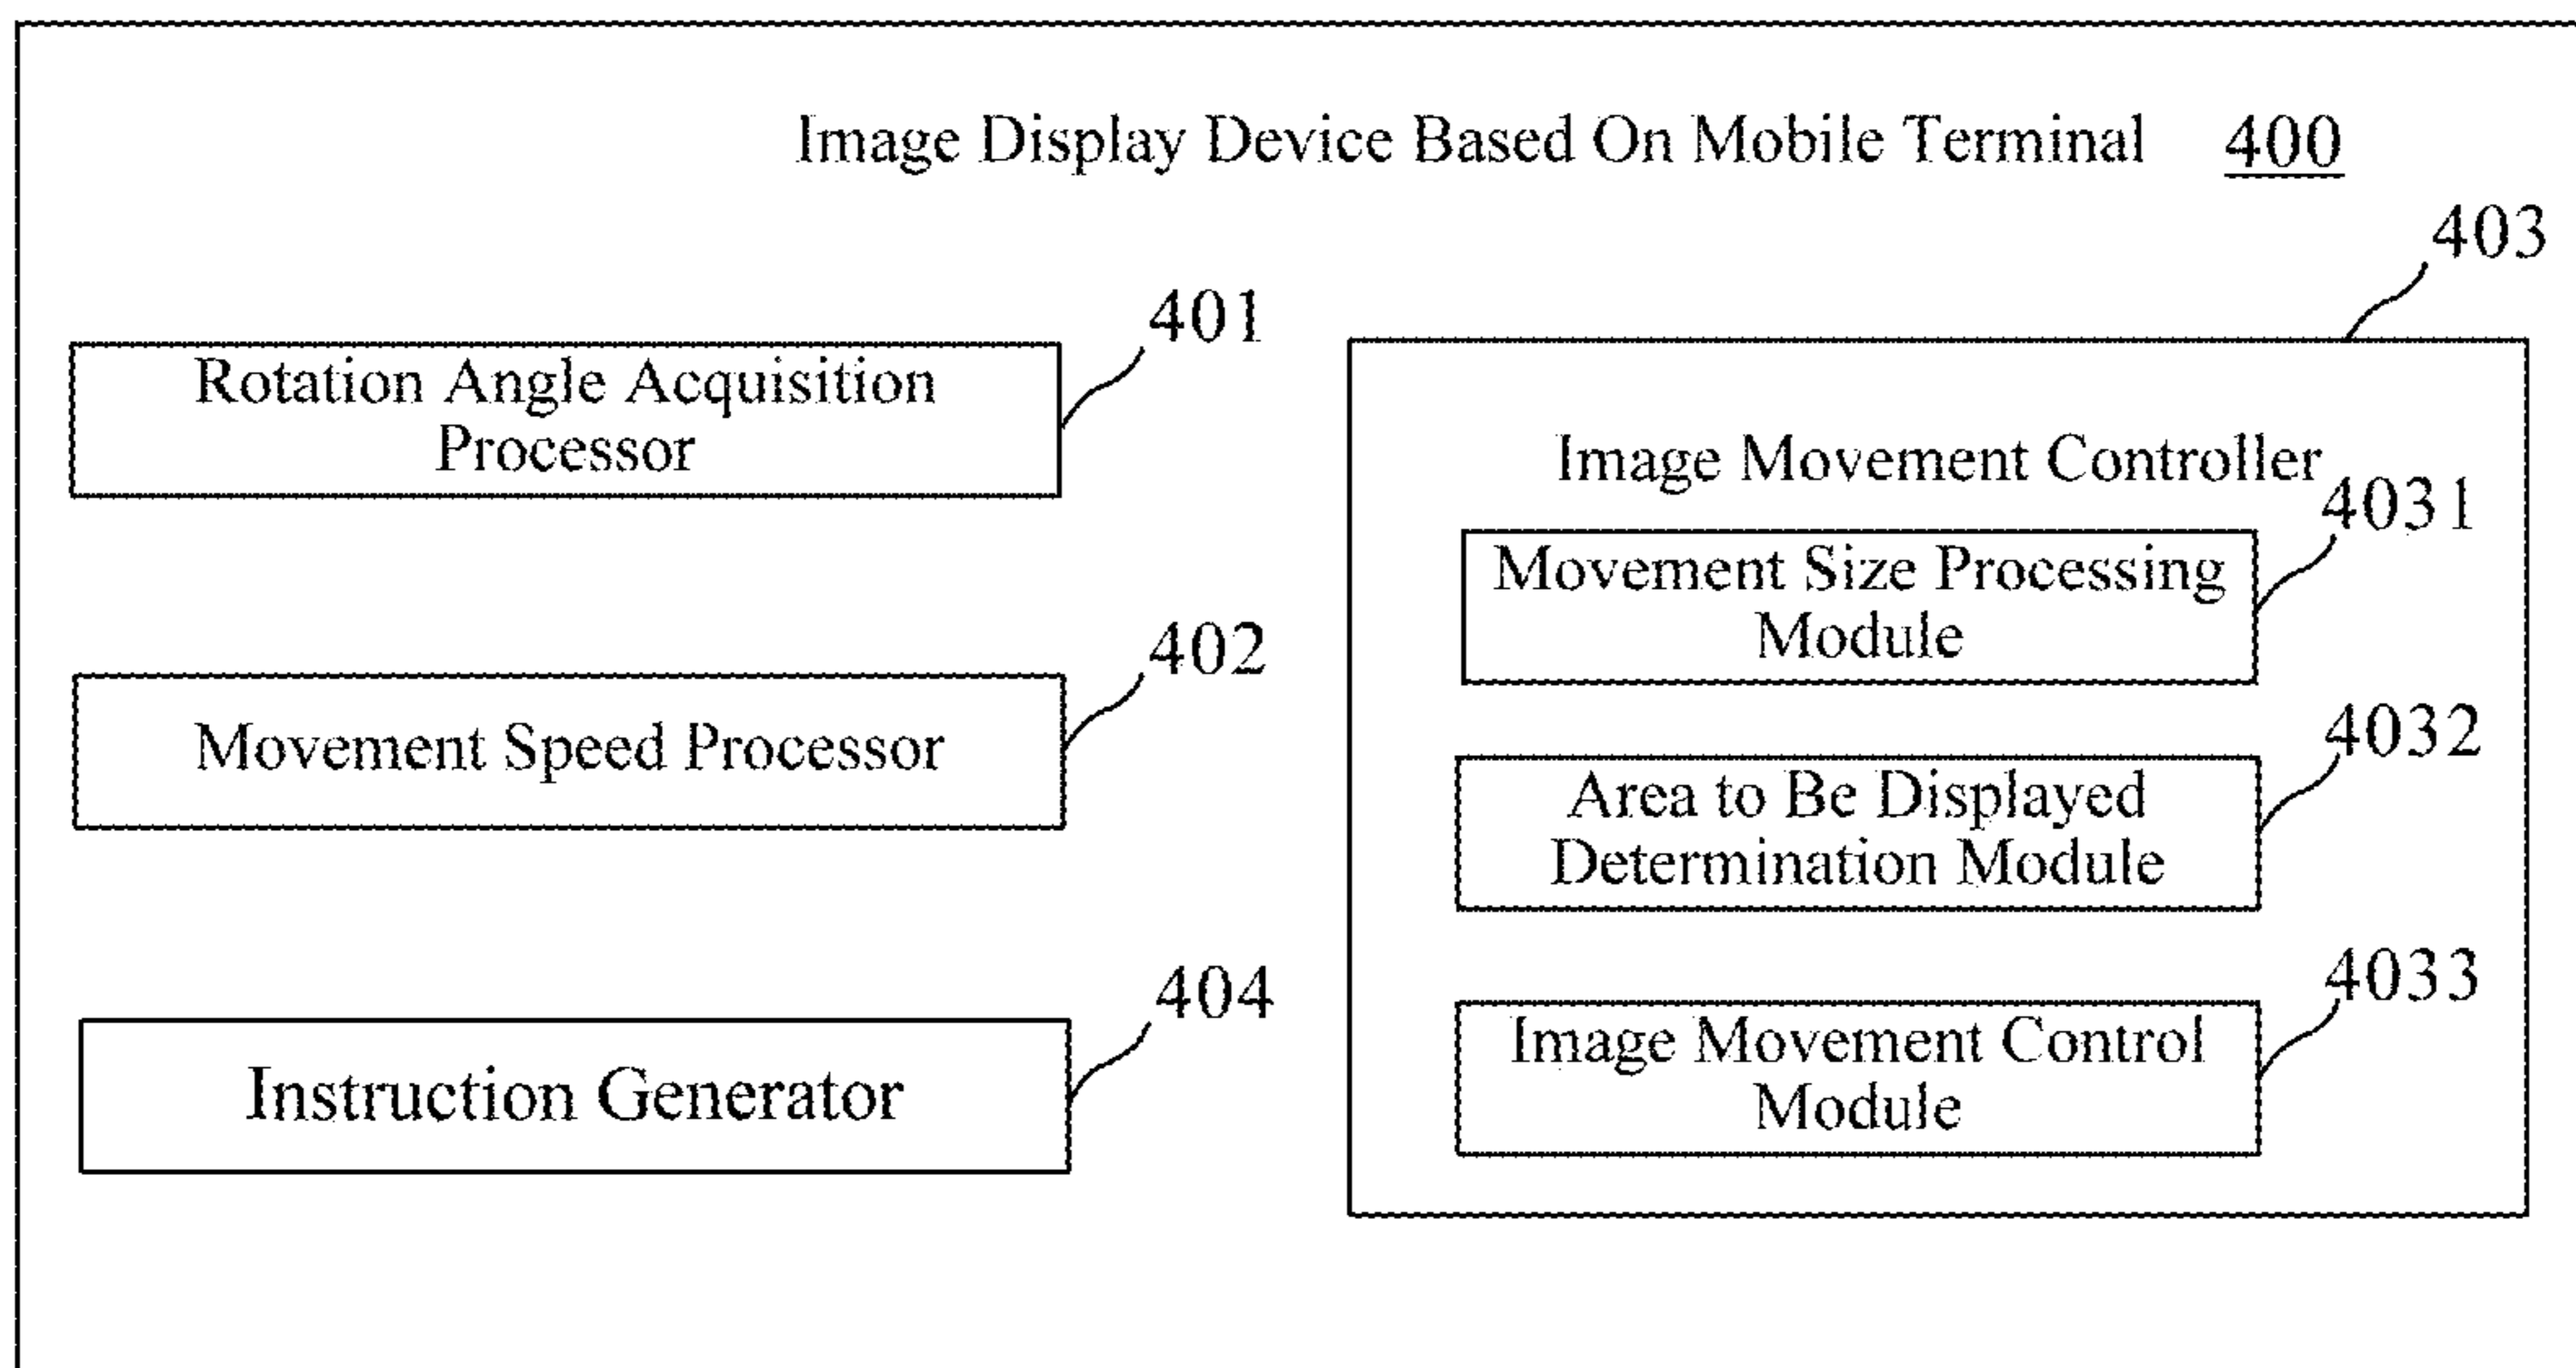 Image Display Device Based On Mobile Terminal 400
401
Rotation Angle Acquisition
Processor
402
Movement Speed Processor
404
Instruction Generator
403
Image Movement Controller
4031
Movement Size Processing
Module
4032
Area to Be Displayed
Determination Module
4033
Image Movement Control
Module